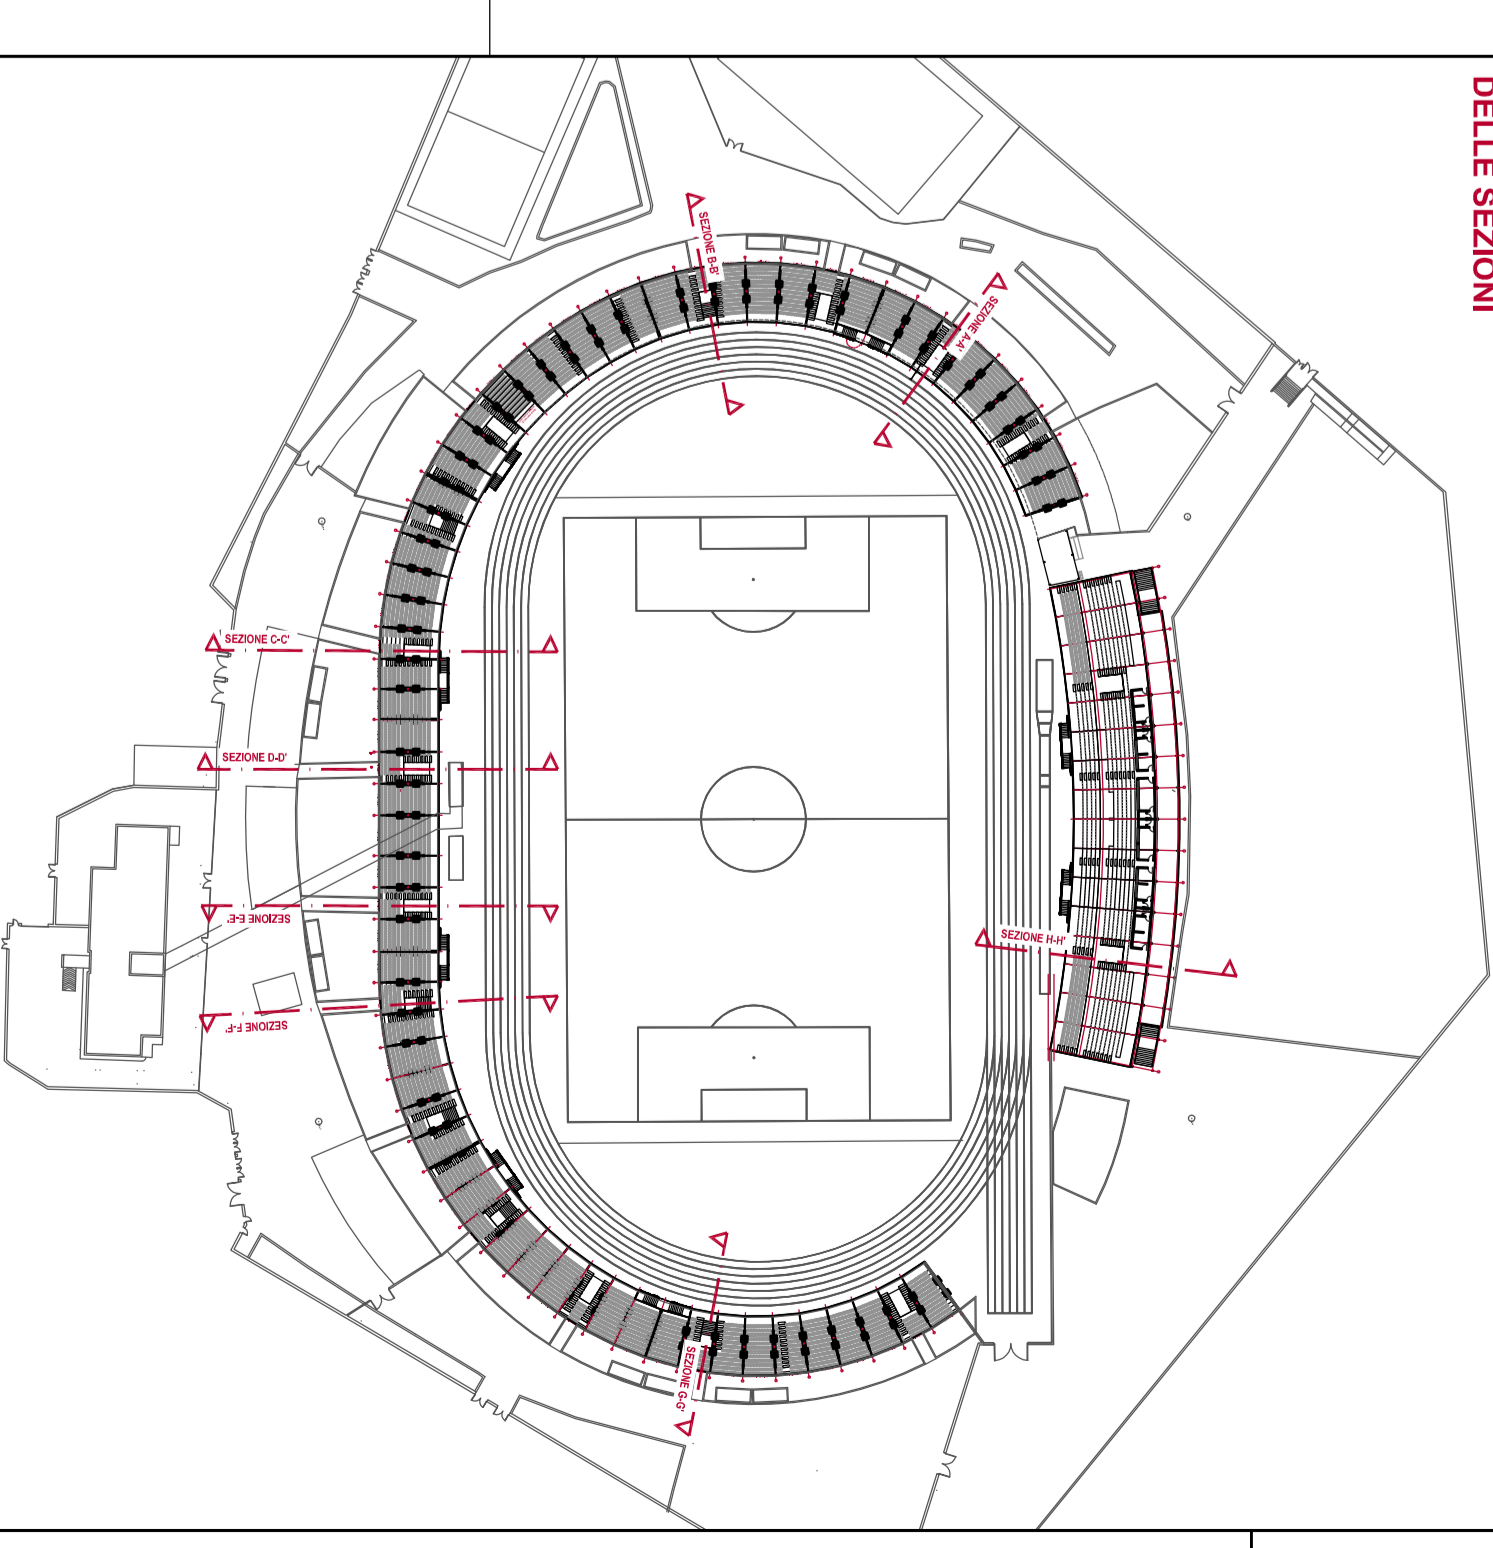 DELLE SEZIONI
SEZIONE B-B'
SEZIONE A-A'
SEZIONE C-C'
SEZIONE D-D'
SEZIONE E-E'
SEZIONE H-H'
SEZIONE F-F'
SEZIONE G-G'